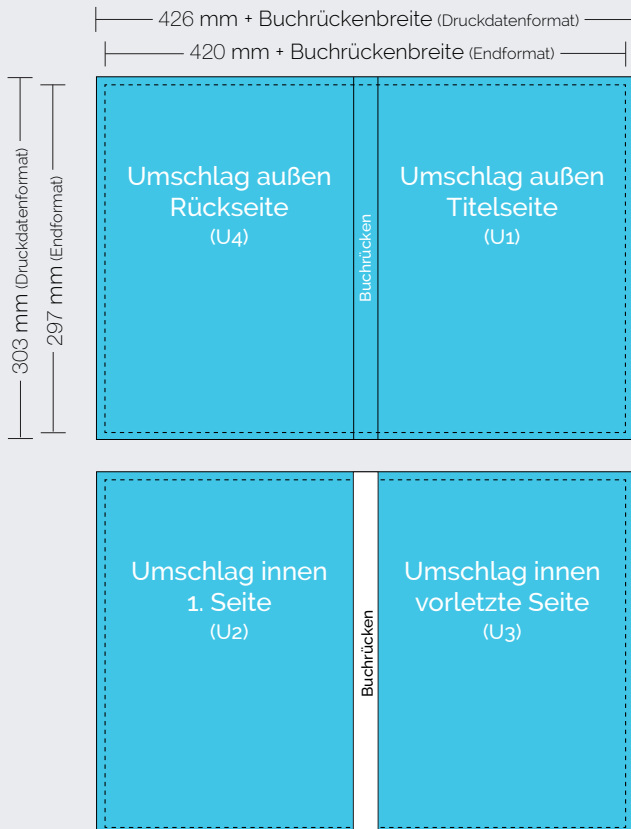 426 mm + Buchrückenbreite (Druckdatenformat)
420 mm + Buchrückenbreite (Endformat)
303 mm (Druckdatenformat)
297 mm (Endformat)
Umschlag außen
Rückseite
(U4)
Buchrücken
Umschlag außen
Titelseite
(U1)
Umschlag innen
1. Seite
(U2)
Buchrücken
Umschlag innen
vorletzte Seite
(U3)